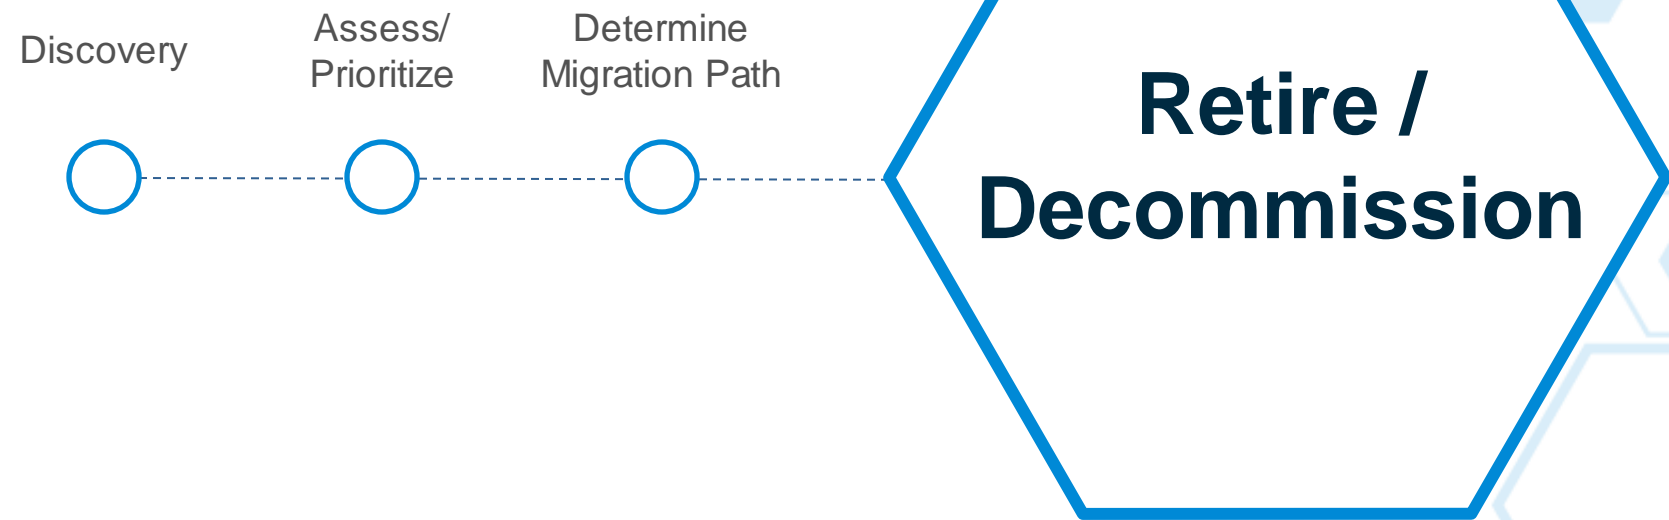 Discovery
Assess/
Prioritize
Determine
Migration Path
Retire /
Decommission